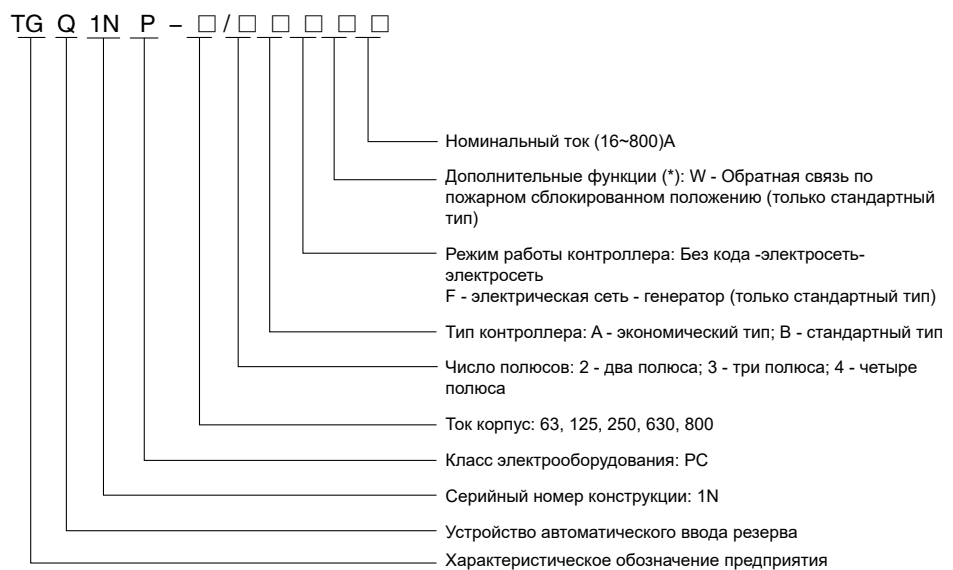 TG Q 1N P – □ / □ □ □ □ □
Номинальный ток (16~800)А
Дополнительные функции (*): W - Обратная связь по
пожарном сблокированном положению (только стандартный
тип)
Режим работы контроллера: Без кода -электросеть-
электросеть
F - электрическая сеть - генератор (только стандартный тип)
Тип контроллера: А - экономический тип; В - стандартный тип
Число полюсов: 2 - два полюса; 3 - три полюса; 4 - четыре
полюса
Ток корпус: 63, 125, 250, 630, 800
Класс электрооборудования: РС
Серийный номер конструкции: 1N
Устройство автоматического ввода резерва
Характеристическое обозначение предприятия